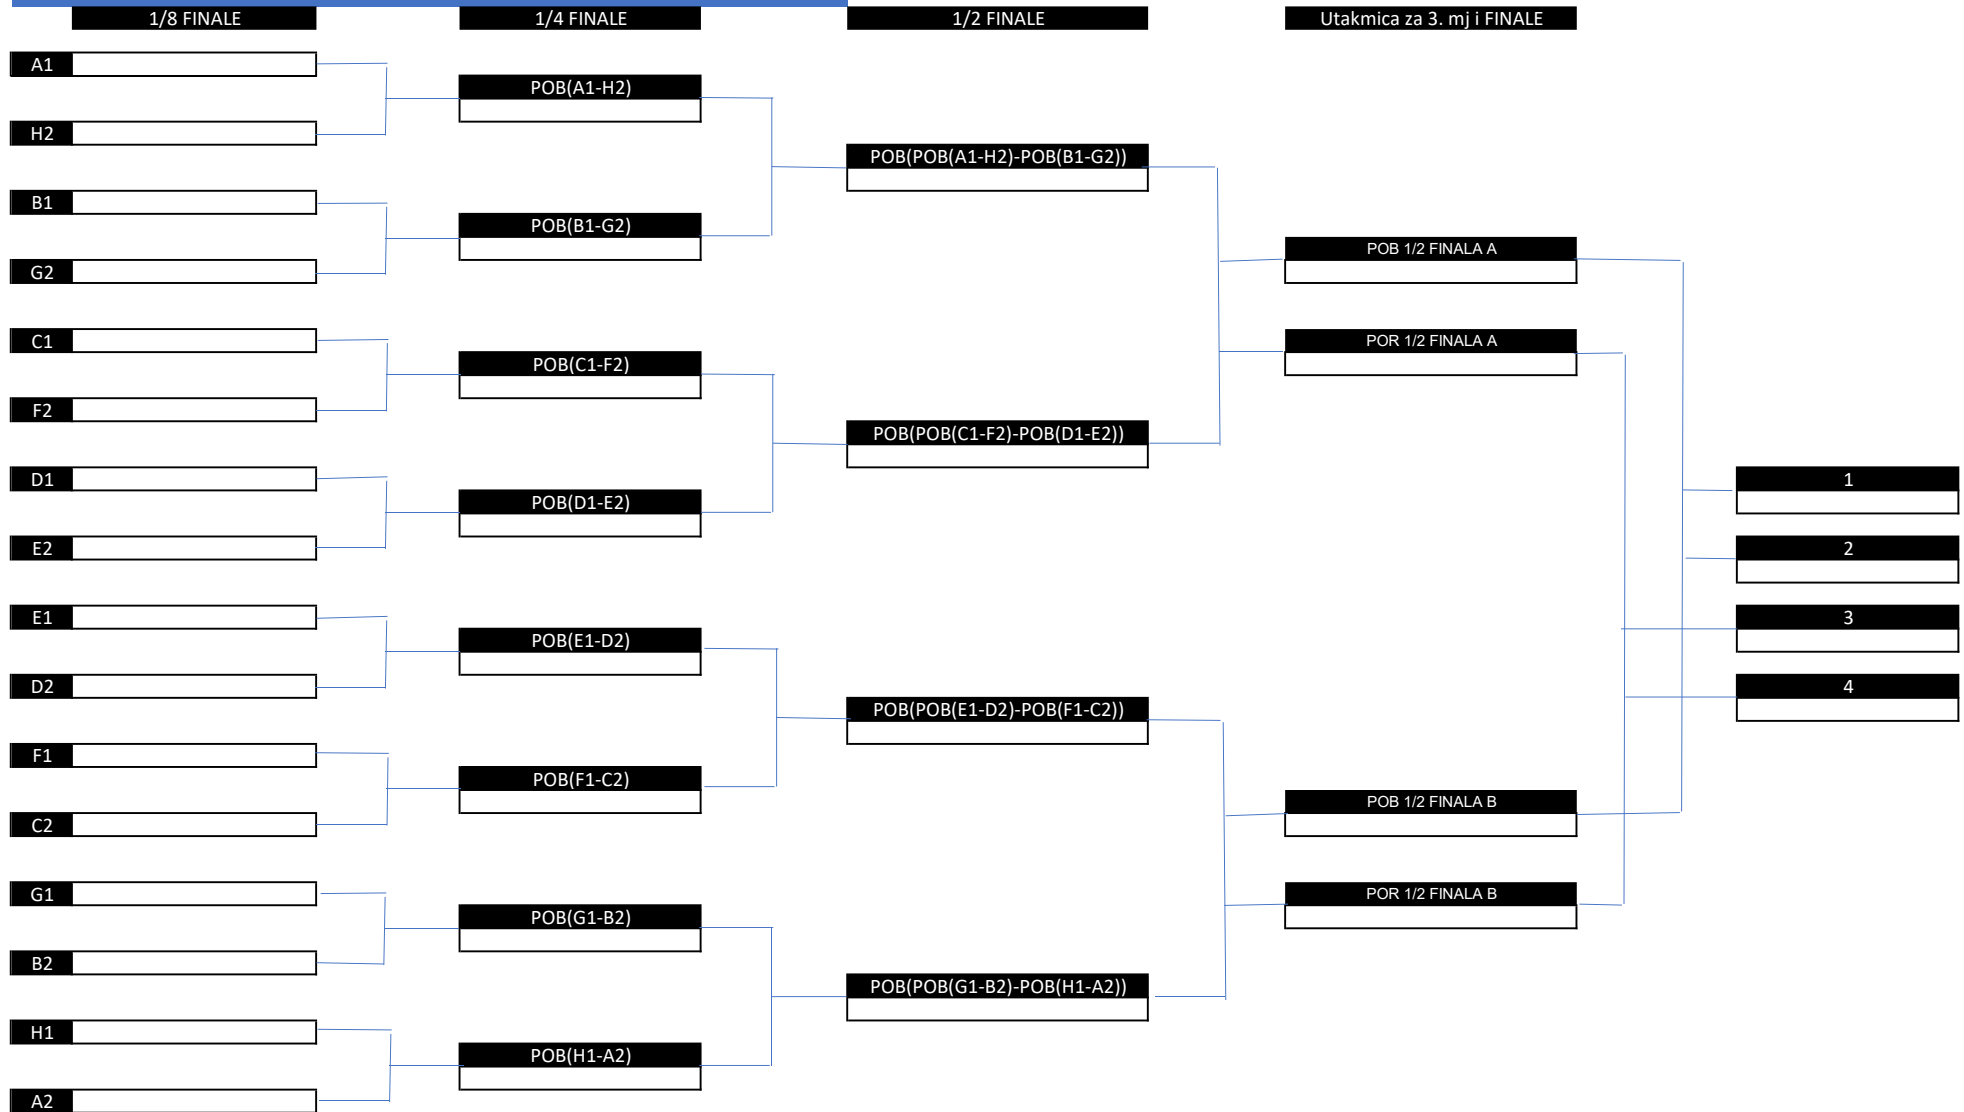 1/8 FINALE
1/4 FINALE
1/2 FINALE
Utakmica za 3. mj i FINALE
A1
H2
B1
G2
C1
F2
D1
E2
E1
D2
F1
C2
G1
B2
H1
A2
POB(A1-H2)
POB(B1-G2)
POB(C1-F2)
POB(D1-E2)
POB(E1-D2)
POB(F1-C2)
POB(G1-B2)
POB(H1-A2)
POB(POB(A1-H2)-POB(B1-G2))
POB(POB(C1-F2)-POB(D1-E2))
POB(POB(E1-D2)-POB(F1-C2))
POB(POB(G1-B2)-POB(H1-A2))
POB 1/2 FINALA A
POR 1/2 FINALA A
POB 1/2 FINALA B
POR 1/2 FINALA B
1
2
3
4